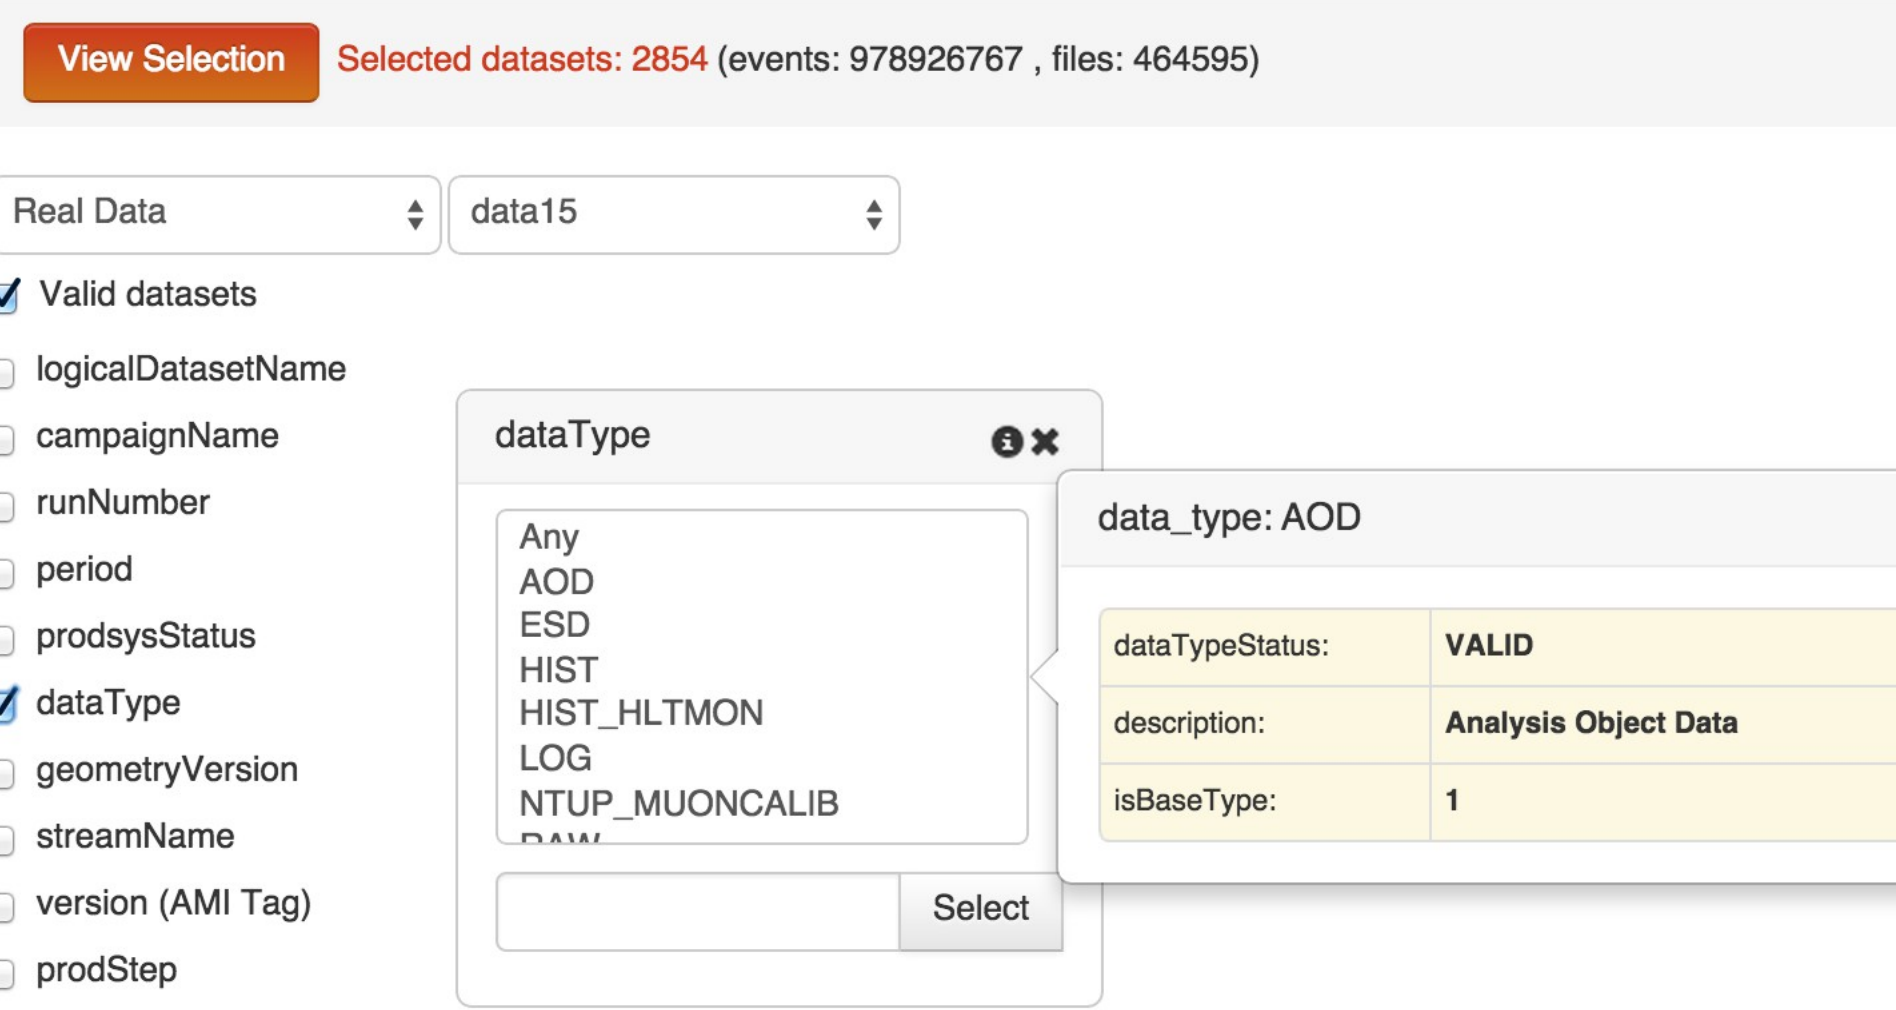 View Selection Selected datasets: 2854 (events: 978926767 , files: 464595)
Real Data data15
Valid datasets
logicalDatasetName
campaignName
runNumber
period
prodsysStatus
dataType
geometryVersion
streamName
version (AMI Tag)
prodStep
dataType
Any
AOD
ESD
HIST
HIST_HLTMON
LOG
NTUP_MUONCALIB
RAW
Select
data_type: AOD
dataTypeStatus: VALID
description: Analysis Object Data
isBaseType: 1